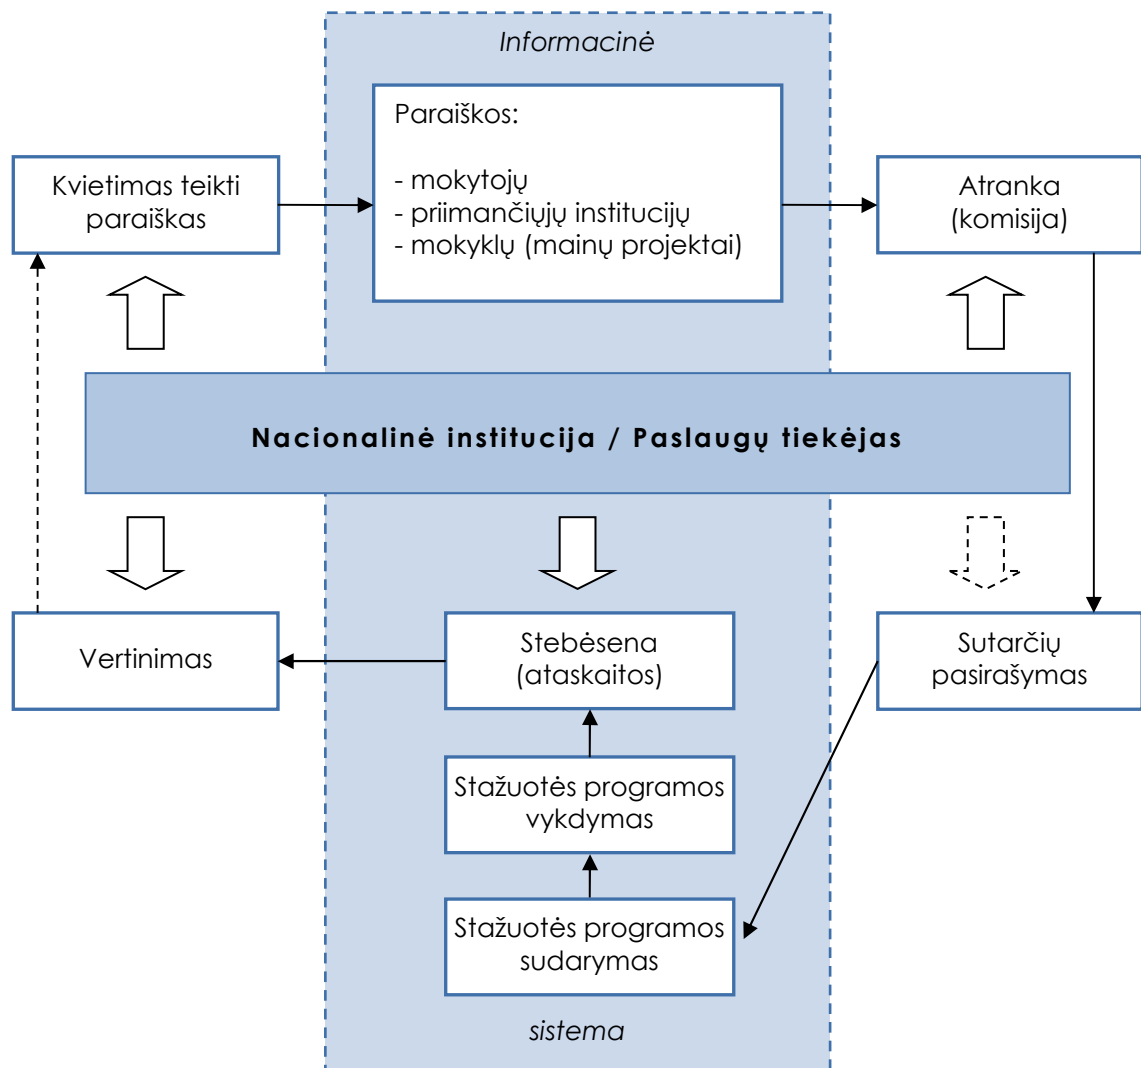 Informacinė
Paraiškos:
- mokytojų
- priimančiųjų institucijų
- mokyklų (mainų projektai)
Kvietimas teikti
paraiškas
Atranka
(komisija)
Nacionalinė institucija / Paslaugų tiekėjas
Vertinimas
Stebėsena
(ataskaitos)
Sutarčių
pasirašymas
Stažuotės programos
vykdymas
Stažuotės programos
sudarymas
sistema